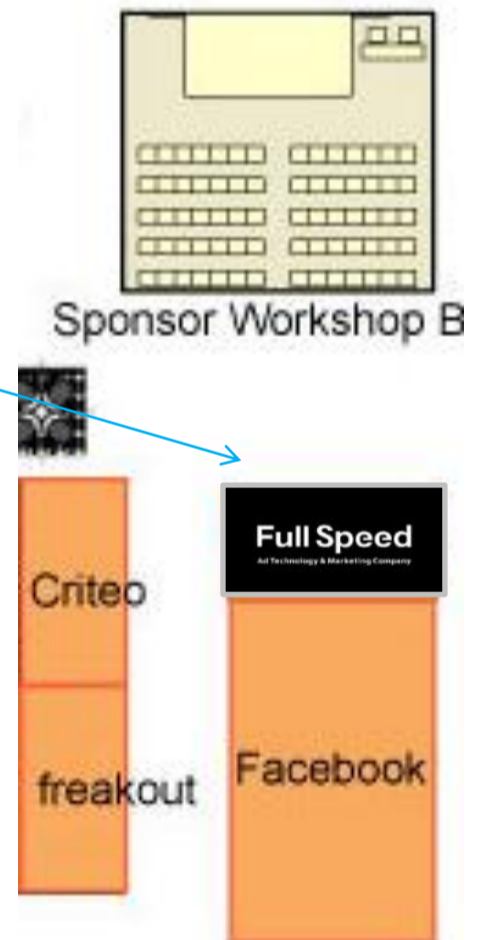 Sponsor Workshop B
Full Speed
Ad Technology & Marketing Company
Criteo
freakout
Facebook